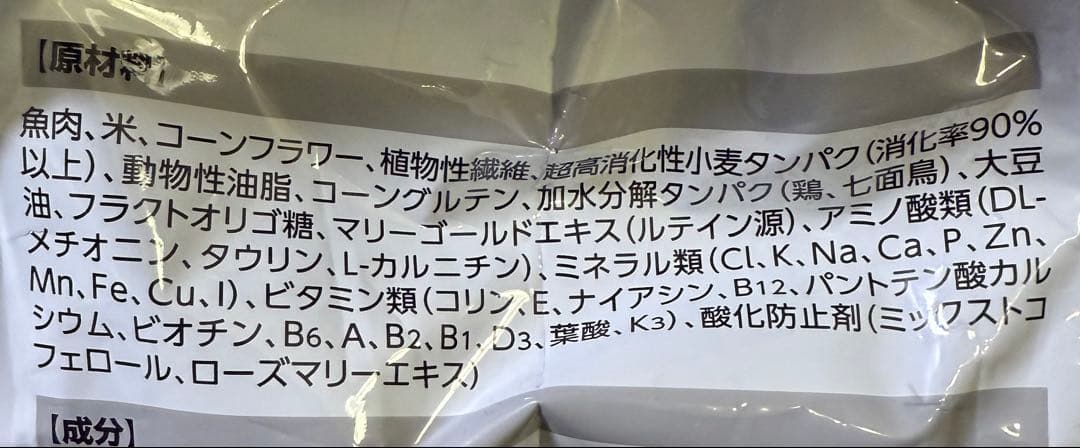 【原材料】
魚肉、米、コーンフラワー、植物性繊維、超高消化性小麦タンパク(消化率90%
以上)、動物性油脂、コーングルテン、加水分解タンパク(鶏、七面鳥)、大豆
油、フラクトオリゴ糖、マリーゴールドエキス(ルテイン源)、アミノ酸類(DL-
メチオニン、タウリン、L-カルニチン)、ミネラル類(Cl、K、Na、Ca、P、Zn、
Mn、Fe、Cu、I)、ビタミン類(コリン、E、ナイアシン、B12、パントテン酸カル
シウム、ビオチン、B6、A、B2、B1、D3、葉酸、K3)、酸化防止剤(ミックストコ
フェロール、ローズマリーエキス)
【成分】